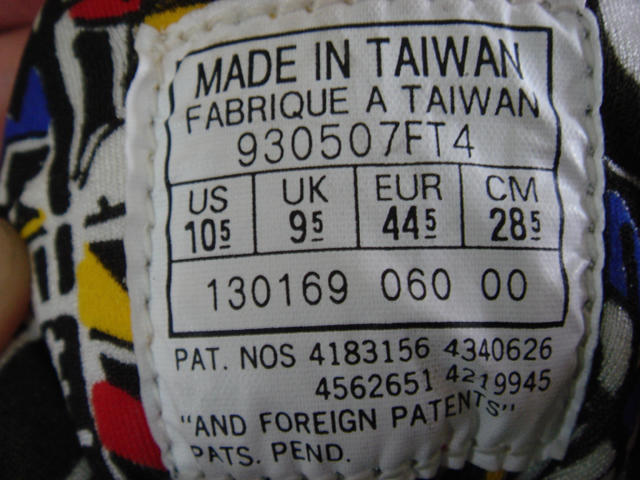 MADE IN TAIWAN
FABRIQUE A TAIWAN
930507FT4
US UK EUR CM
105 95 445 285
130169 060 00
PAT. NOS 4183156 4340626
4562651 4219945
"AND FOREIGN PATENTS"
PATS. PEND.